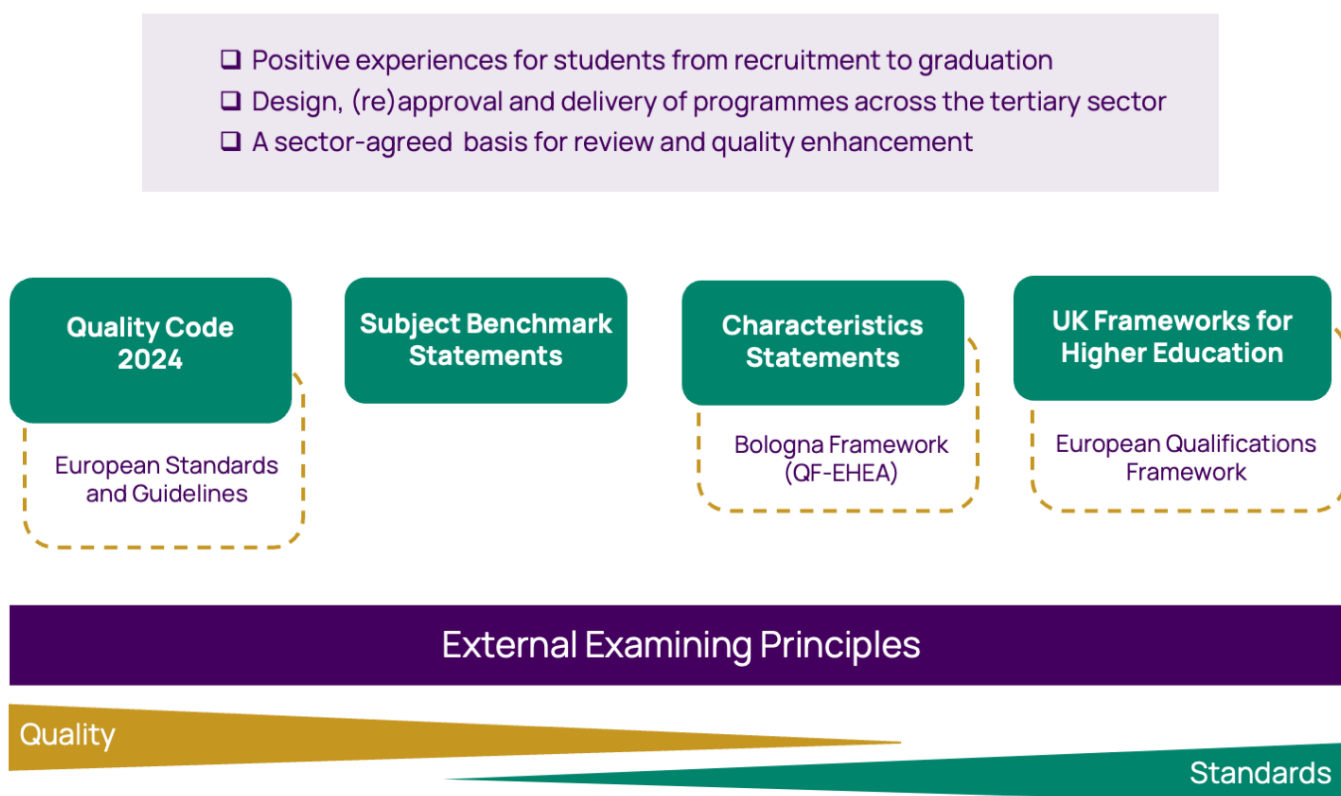 ❑ Positive experiences for students from recruitment to graduation
❑ Design, (re)approval and delivery of programmes across the tertiary sector
❑ A sector-agreed basis for review and quality enhancement
Quality Code
2024
European Standards
and Guidelines
Subject Benchmark
Statements
Characteristics
Statements
Bologna Framework
(QF-EHEA)
UK Frameworks for
Higher Education
European Qualifications
Framework
External Examining Principles
Quality
Standards